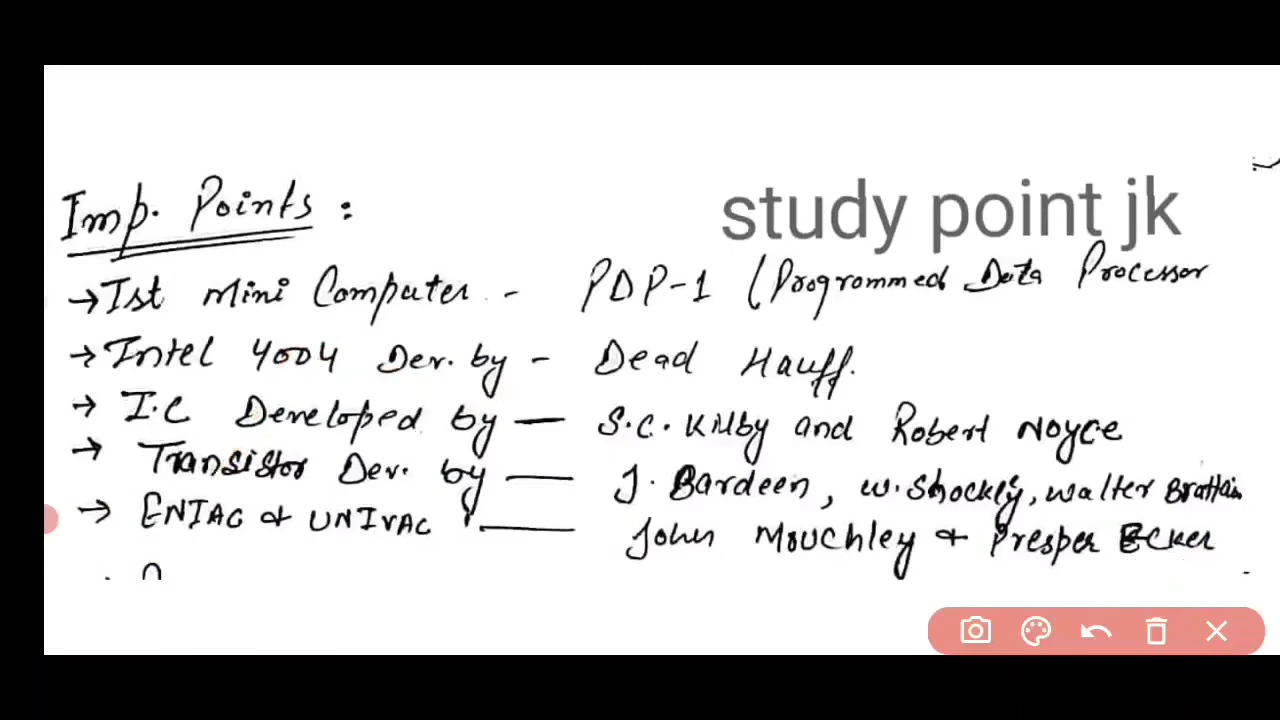 Imp. Points :
study point jk
→ Ist Mini Computer - PDP-1 (Programmed Data Processor
→ Intel 4004 Dev. by - Dead Hauff.
→ I.C Developed by — S.C. Kilby and Robert Noyce
→ Transistor Dev. by — J. Bardeen, W. Shockly, Walter Brattain
→ ENIAC & UNIVAC — John Mouchley & Presper Ecker